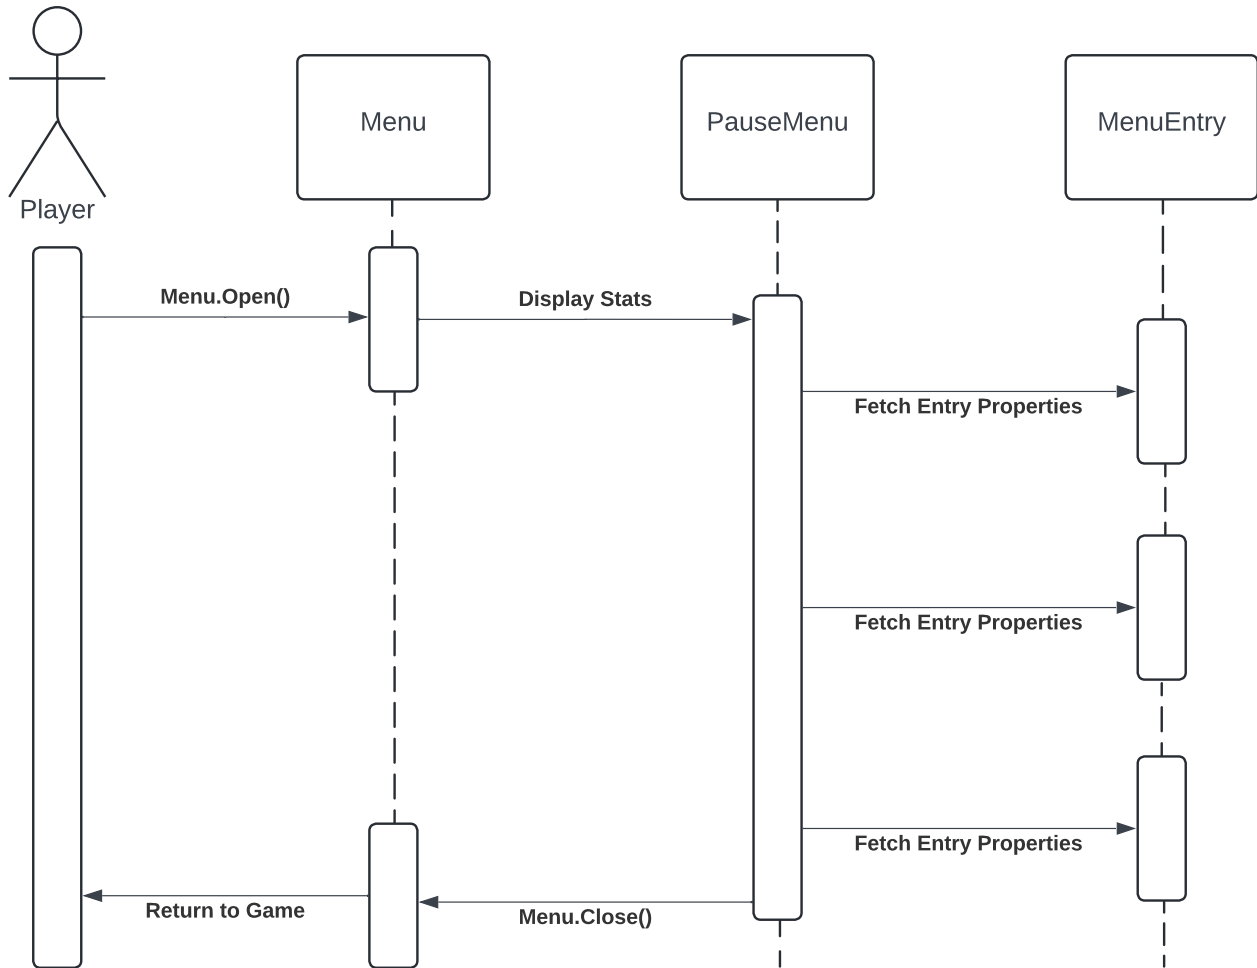 Player
Menu
PauseMenu
MenuEntry
Menu.Open()
Display Stats
Fetch Entry Properties
Fetch Entry Properties
Fetch Entry Properties
Return to Game
Menu.Close()